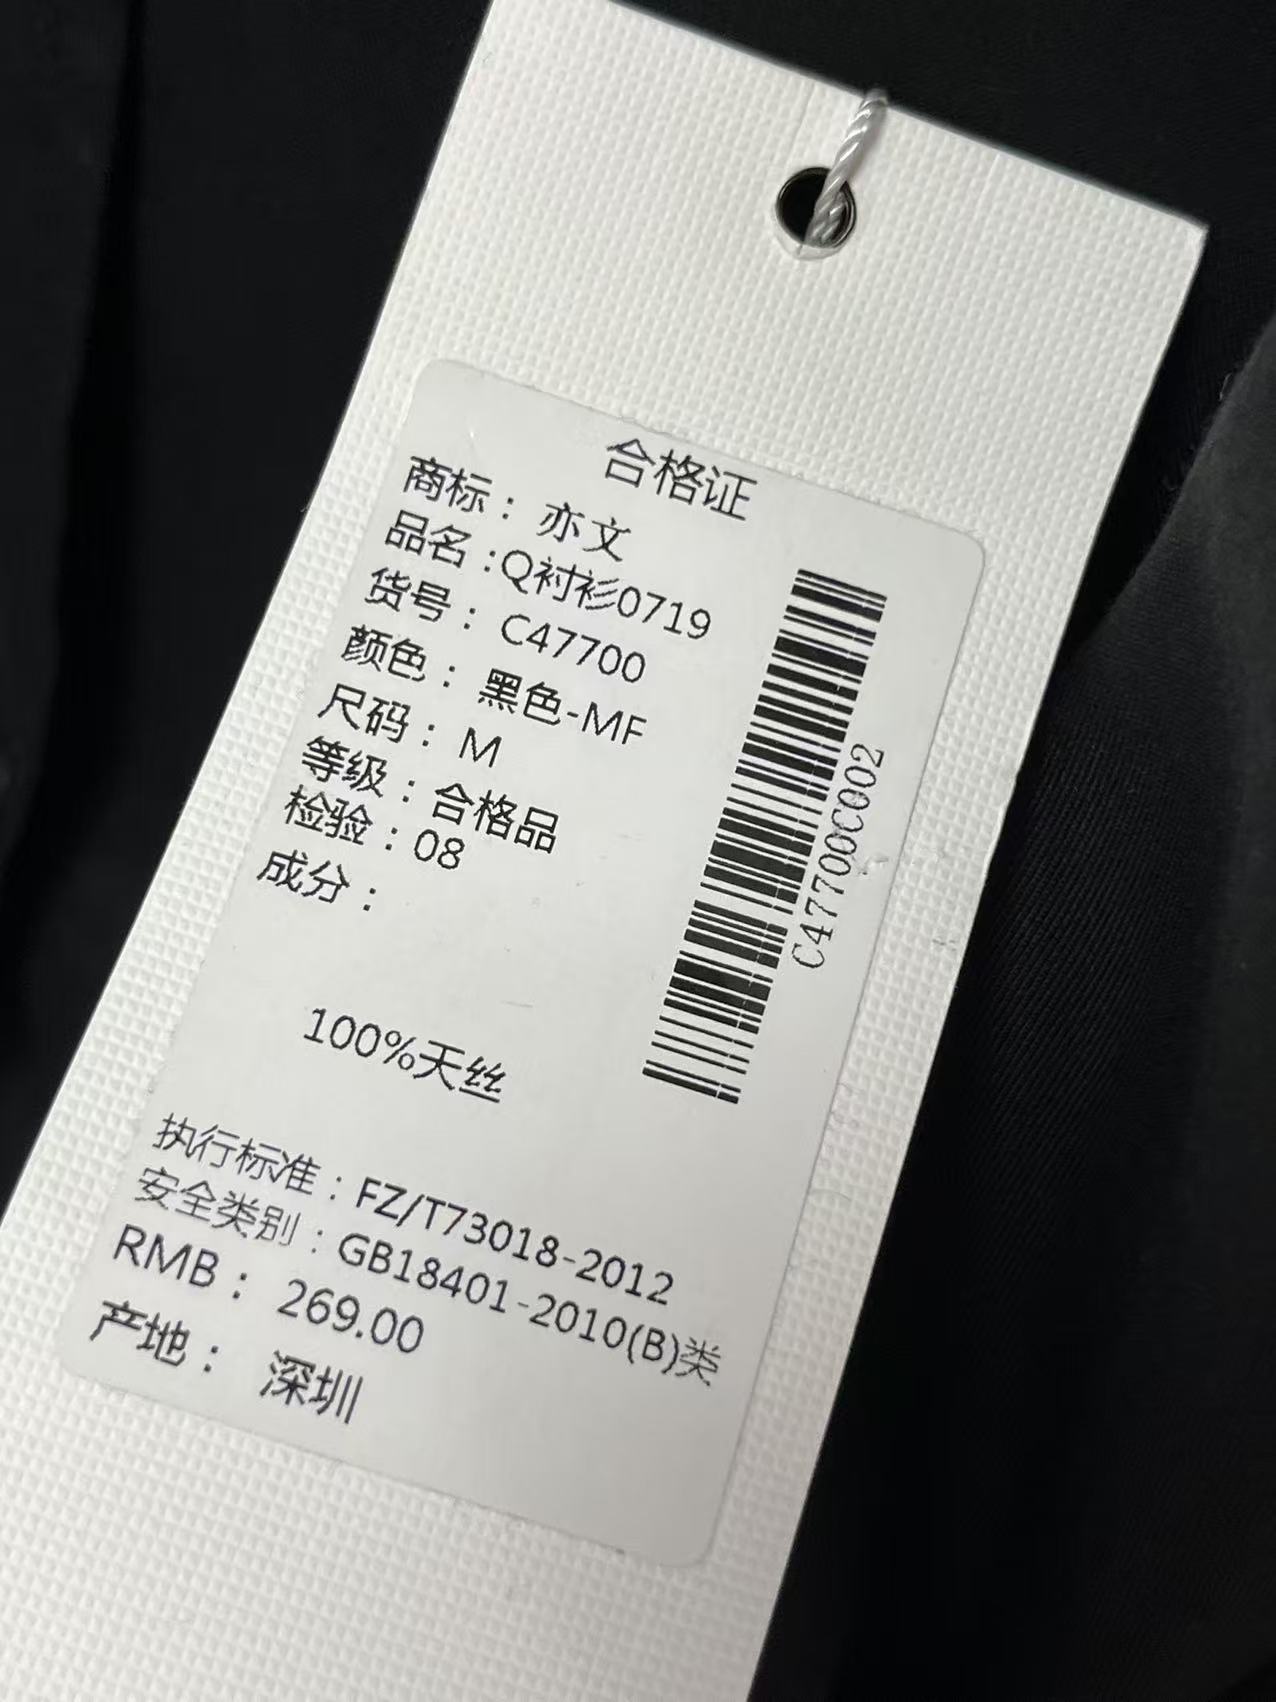 合格证
商标：亦文
品名：Q衬衫0719
货号：C47700
颜色：黑色-MF
尺码：M
等级：合格品
检验：08
成分：
100%天丝
执行标准：FZ/T73018-2012
安全类别：GB18401-2010(B)类
RMB：269.00
产地：深圳
C47700C002